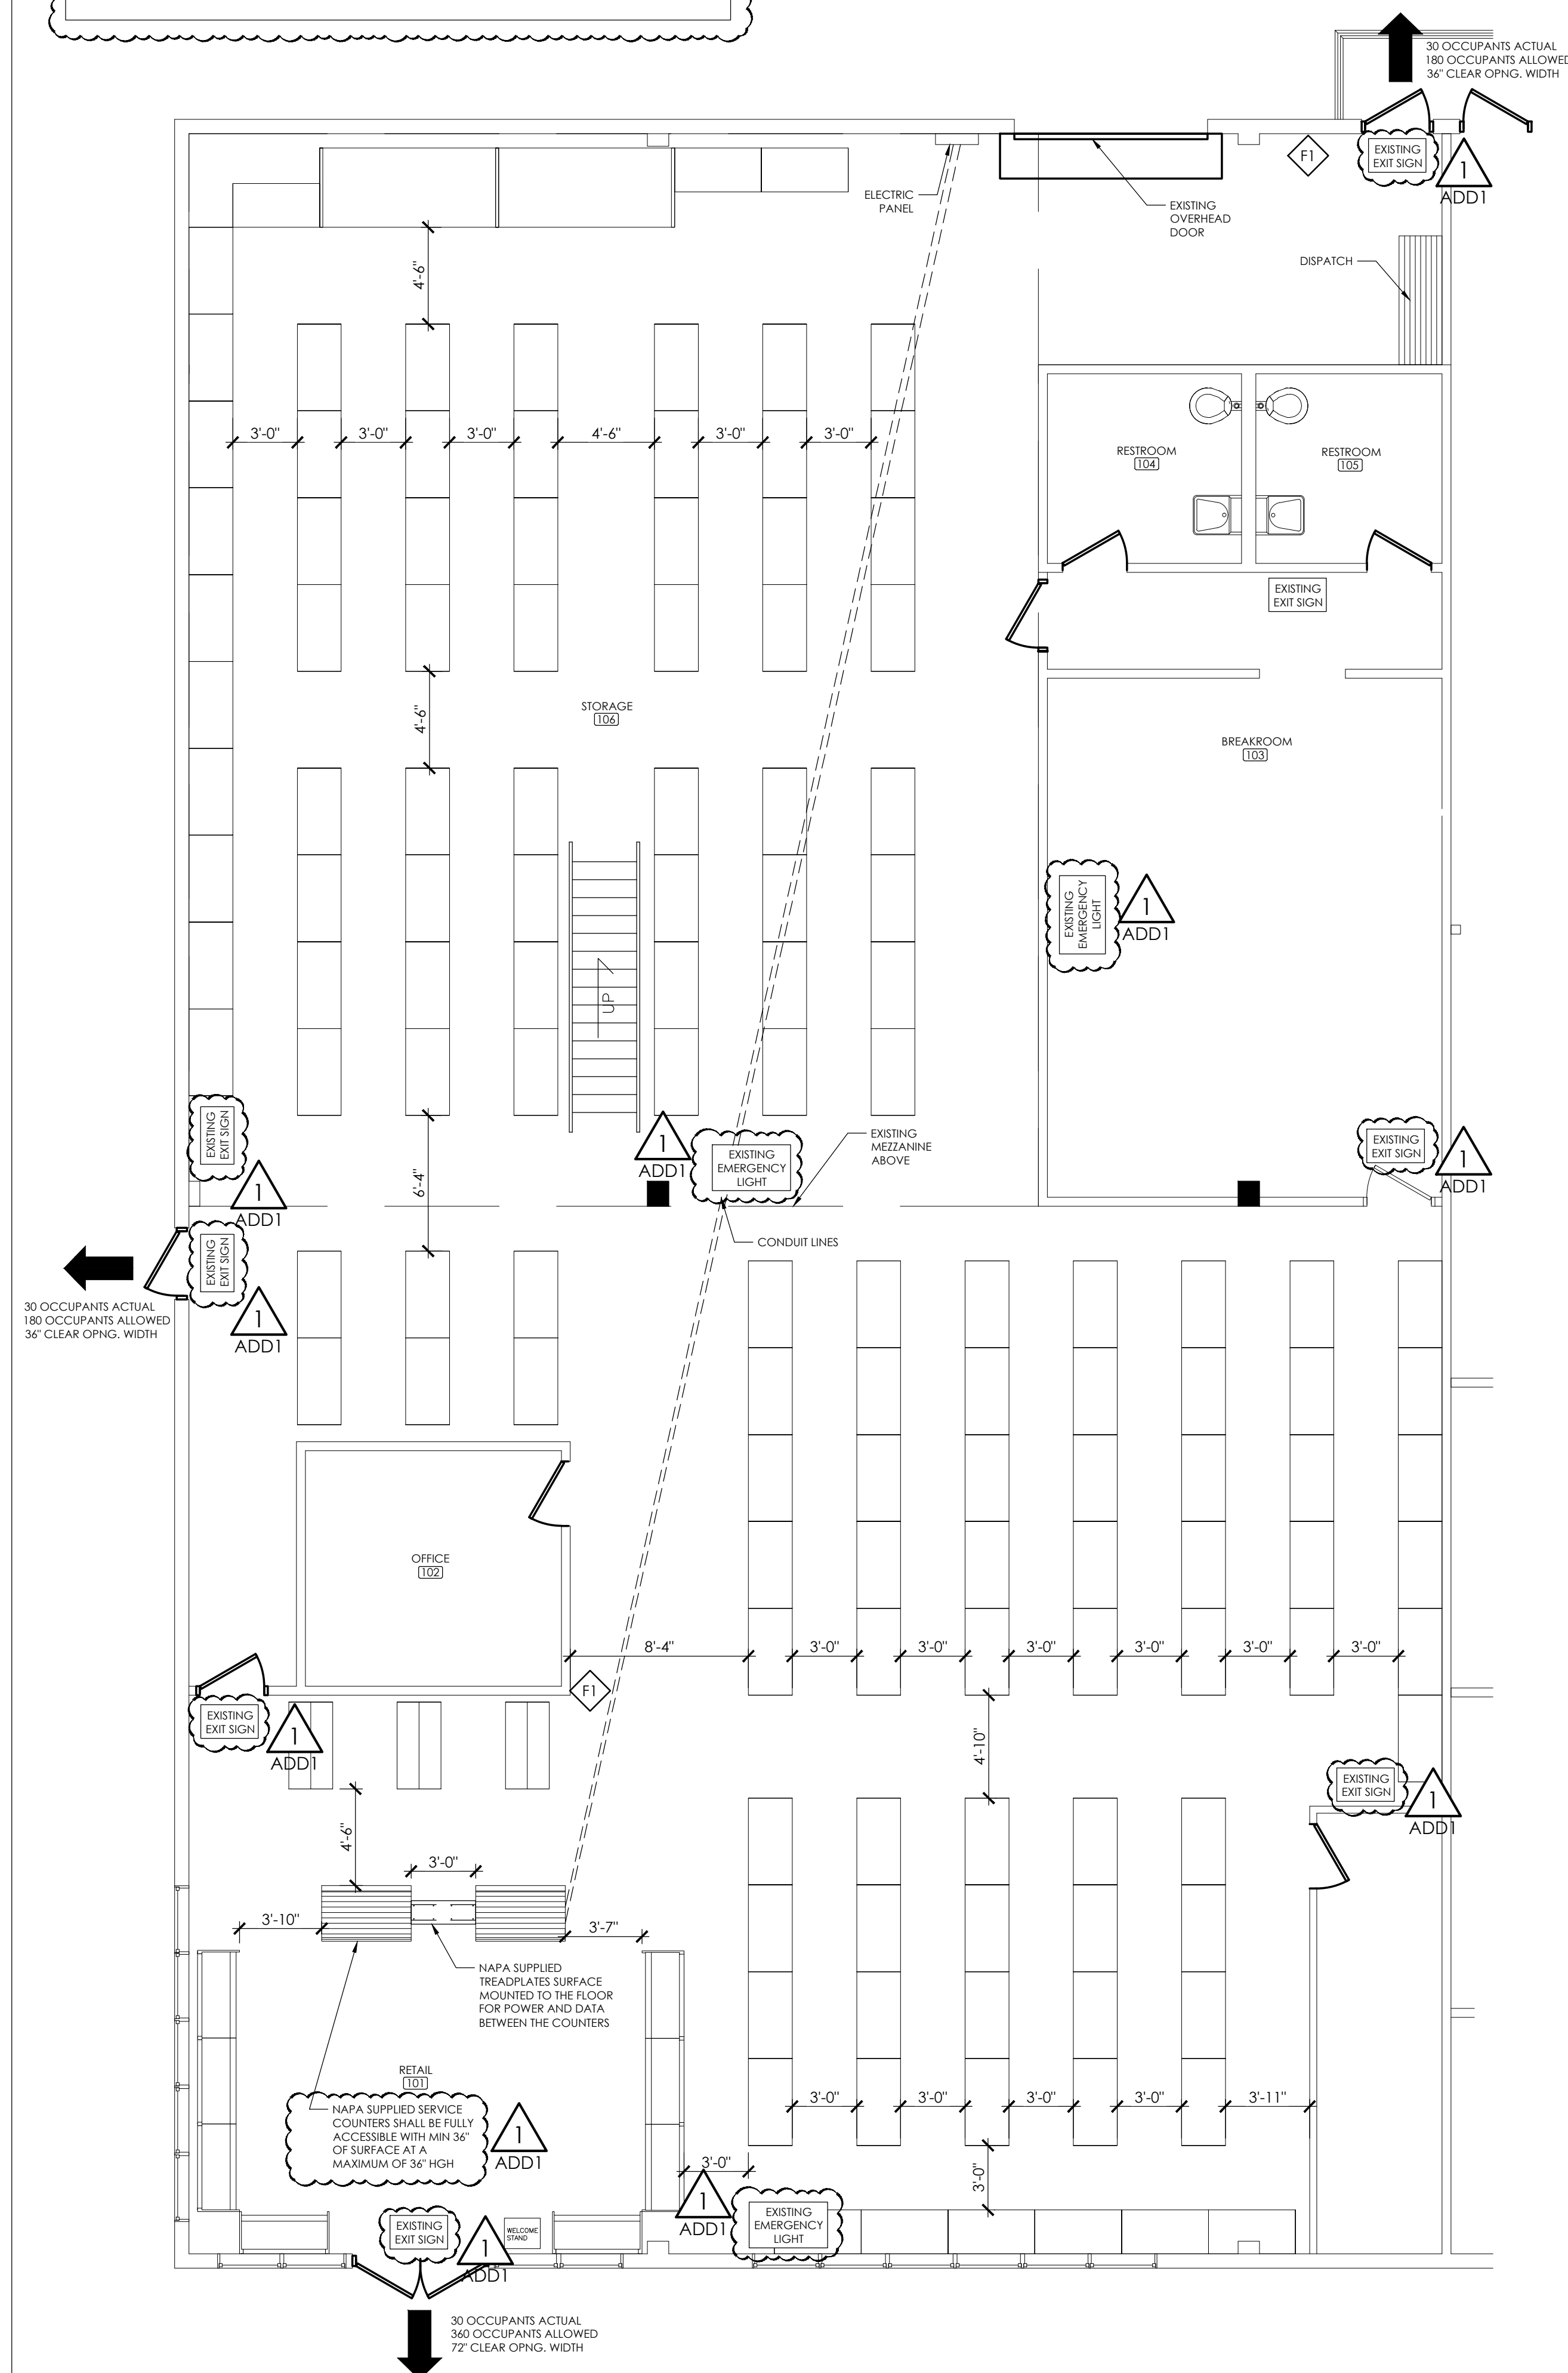 30 OCCUPANTS ACTUAL
180 OCCUPANTS ALLOWED
36" CLEAR OPNG. WIDTH
F1
EXISTING
EXIT SIGN
1
ADD1
ELECTRIC
PANEL
EXISTING
OVERHEAD
DOOR
DISPATCH
4'-6"
3'-0"
3'-0"
3'-0"
4'-6"
3'-0"
3'-0"
RESTROOM
104
RESTROOM
105
EXISTING
EXIT SIGN
4'-6"
STORAGE
106
BREAKROOM
103
EXISTING
EMERGENCY
LIGHT
1
ADD1
UP
EXISTING
EXIT SIGN
1
ADD1
6'-4"
1
ADD1
EXISTING
EMERGENCY
LIGHT
EXISTING
MEZZANINE
ABOVE
EXISTING
EXIT SIGN
1
ADD1
CONDUIT LINES
EXISTING
EXIT SIGN
1
ADD1
30 OCCUPANTS ACTUAL
180 OCCUPANTS ALLOWED
36" CLEAR OPNG. WIDTH
OFFICE
102
8'-4"
3'-0"
3'-0"
3'-0"
3'-0"
3'-0"
3'-0"
F1
EXISTING
EXIT SIGN
1
ADD1
4'-10"
EXISTING
EXIT SIGN
1
ADD1
4'-6"
3'-0"
3'-10"
3'-7"
NAPA SUPPLIED
TREADPLATES SURFACE
MOUNTED TO THE FLOOR
FOR POWER AND DATA
BETWEEN THE COUNTERS
RETAIL
101
NAPA SUPPLIED SERVICE
COUNTERS SHALL BE FULLY
ACCESSIBLE WITH MIN 36"
OF SURFACE AT A
MAXIMUM OF 36" HGH
1
ADD1
3'-0"
3'-0"
3'-0"
3'-0"
3'-11"
3'-0"
3'-0"
1
ADD1
EXISTING
EMERGENCY
LIGHT
EXISTING
EXIT SIGN
1
ADD1
WELCOME
STAND
30 OCCUPANTS ACTUAL
360 OCCUPANTS ALLOWED
72" CLEAR OPNG. WIDTH